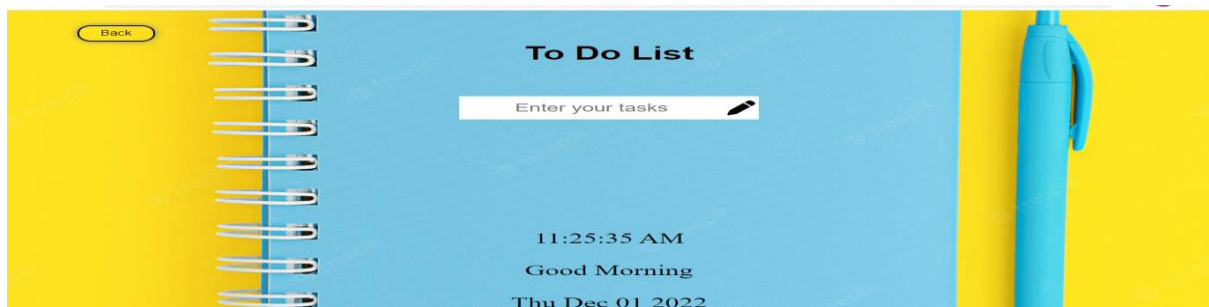 Back
To Do List
Enter your tasks
11:25:35 AM
Good Morning
Thu Dec 01 2022